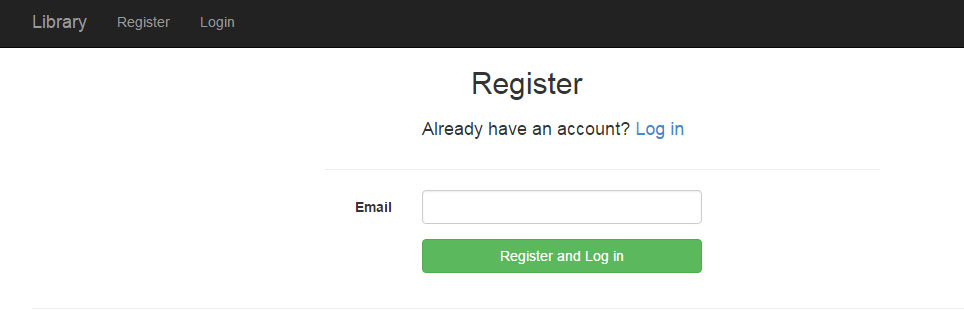 Library Register Login
Register
Already have an account? Log in
Email
Register and Log in